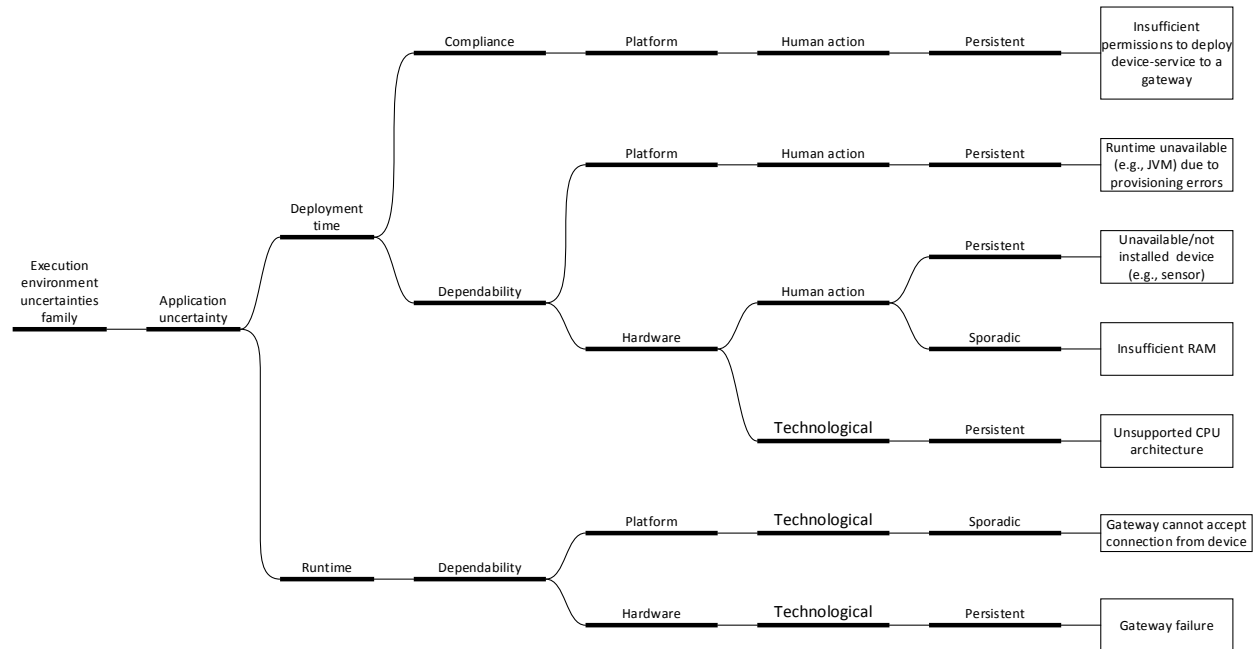 Compliance
Platform
Human action
Persistent
Insufficient
permissions to deploy
device-service to a
gateway
Platform
Human action
Persistent
Runtime unavailable
(e.g., JVM) due to
provisioning errors
Deployment
time
Persistent
Unavailable/not
installed device
(e.g., sensor)
Execution
environment
uncertainties
family
Application
uncertainty
Dependability
Human action
Hardware
Sporadic
Insufficient RAM
Technological
Persistent
Unsupported CPU
architecture
Platform
Technological
Sporadic
Gateway cannot accept
connection from device
Runtime
Dependability
Hardware
Technological
Persistent
Gateway failure